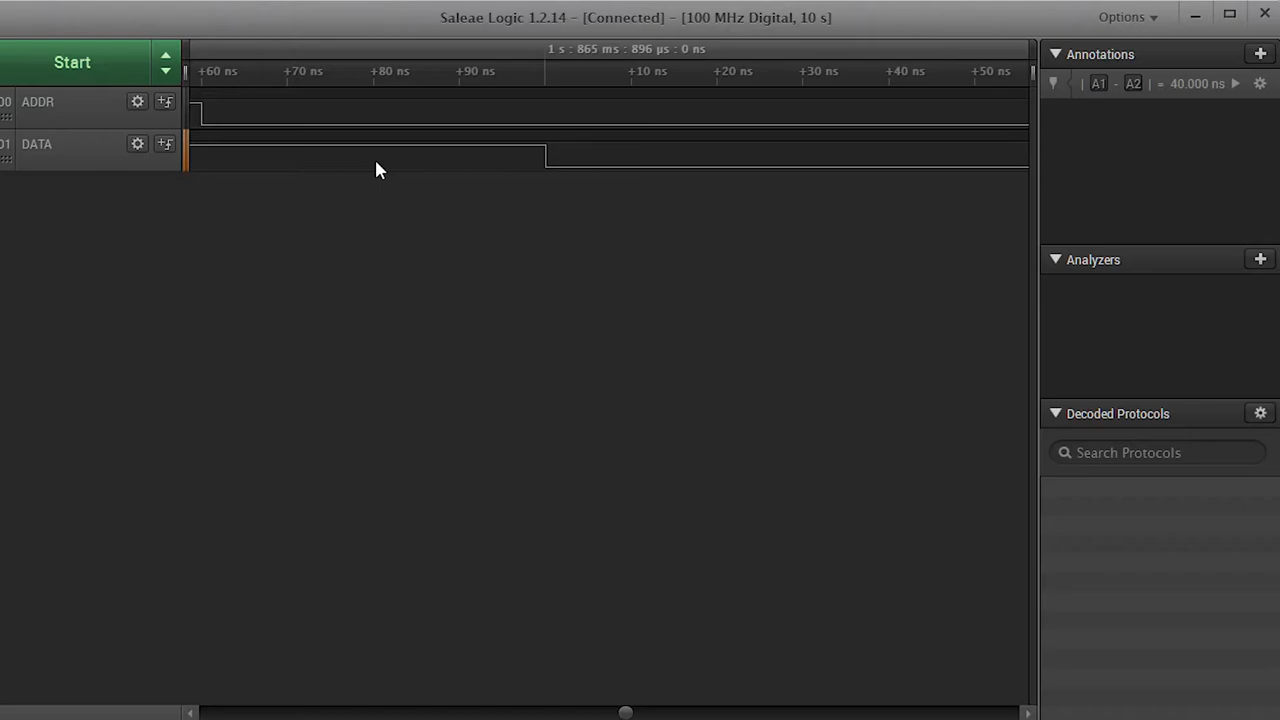 Saleae Logic 1.2.14 - [Connected] - [100 MHz Digital, 10 s]
Options
Start
1 s : 865 ms : 896 µs : 0 ns
+60 ns +70 ns +80 ns +90 ns +10 ns +20 ns +30 ns +40 ns +50 ns
00 ADDR
01 DATA
Annotations
| A1 - A2 | = 40.000 ns
Analyzers
Decoded Protocols
Search Protocols